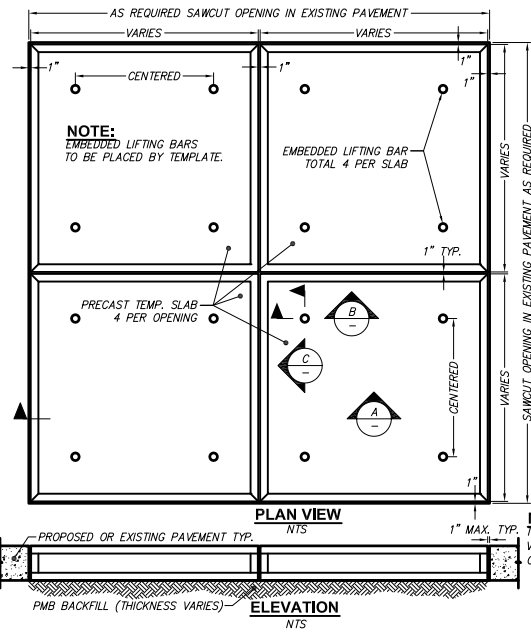 AS REQUIRED SAWCUT OPENING IN EXISTING PAVEMENT
VARIES
VARIES
1"
1"
1"
1"
CENTERED
NOTE:
EMBEDDED LIFTING BARS
TO BE PLACED BY TEMPLATE.
EMBEDDED LIFTING BAR
TOTAL 4 PER SLAB
VARIES
SAWCUT OPENING IN EXISTING PAVEMENT AS REQUIRED
1" TYP.
PRECAST TEMP. SLAB
4 PER OPENING
B
-
C
-
A
-
CENTERED
VARIES
1"
PLAN VIEW
NTS
1" MAX. TYP.
PROPOSED OR EXISTING PAVEMENT TYP.
PMB BACKFILL (THICKNESS VARIES)
ELEVATION
NTS